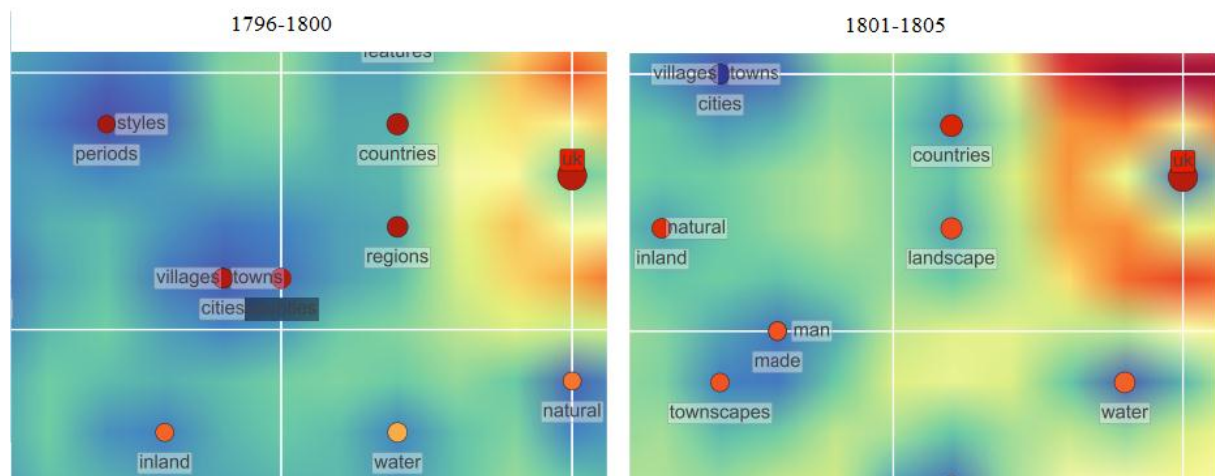 1796-1800
1801-1805
features
styles
periods
countries
uk
regions
villages towns
cities
natural
inland
water
villages towns
cities
countries
uk
natural
inland
landscape
man
made
townscapes
water